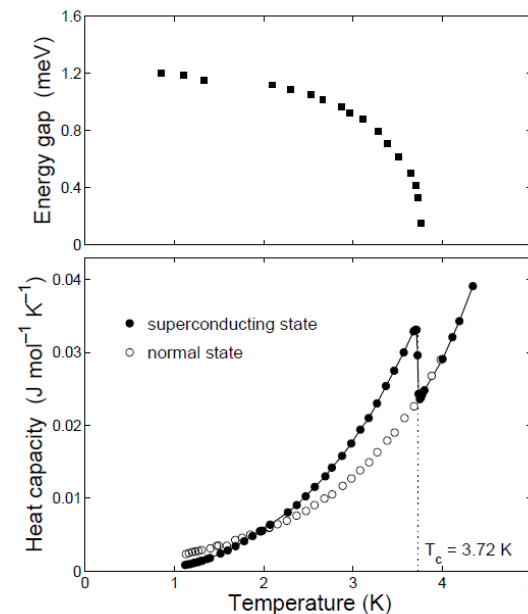 1.6
1.2
0.8
0.4
0
Energy gap (meV)
0.04
0.03
0.02
0.01
0
Heat capacity (J mol⁻¹ K⁻¹)
superconducting state
normal state
T_c = 3.72 K
0 1 2 3 4
Temperature (K)